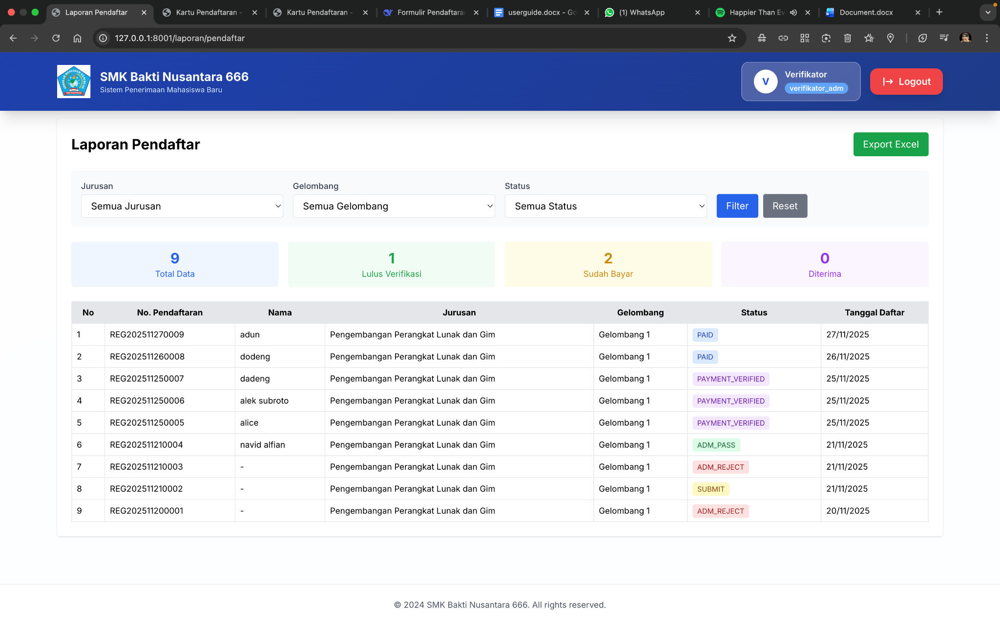 Laporan Pendaftar
Kartu Pendaftaran -
Kartu Pendaftaran -
Formulir Pendaftaran
userguide.docx - Go
(1) WhatsApp
Happier Than Ev
Document.docx
127.0.0.1:8001/laporan/pendaftar
SMK Bakti Nusantara 666
Sistem Penerimaan Mahasiswa Baru
V
Verifikator
verifikator_adm
Logout
Laporan Pendaftar
Export Excel
Jurusan
Gelombang
Status
Semua Jurusan
Semua Gelombang
Semua Status
Filter
Reset
9
Total Data
1
Lulus Verifikasi
2
Sudah Bayar
0
Diterima
No No. Pendaftaran Nama Jurusan Gelombang Status Tanggal Daftar
1 REG202511270009 adun Pengembangan Perangkat Lunak dan Gim Gelombang 1 PAID 27/11/2025
2 REG202511260008 dodeng Pengembangan Perangkat Lunak dan Gim Gelombang 1 PAID 26/11/2025
3 REG202511250007 dadeng Pengembangan Perangkat Lunak dan Gim Gelombang 1 PAYMENT_VERIFIED 25/11/2025
4 REG202511250006 alek subroto Pengembangan Perangkat Lunak dan Gim Gelombang 1 PAYMENT_VERIFIED 25/11/2025
5 REG202511250005 alice Pengembangan Perangkat Lunak dan Gim Gelombang 1 PAYMENT_VERIFIED 25/11/2025
6 REG202511210004 navid alfian Pengembangan Perangkat Lunak dan Gim Gelombang 1 ADM_PASS 21/11/2025
7 REG202511210003 - Pengembangan Perangkat Lunak dan Gim Gelombang 1 ADM_REJECT 21/11/2025
8 REG202511210002 - Pengembangan Perangkat Lunak dan Gim Gelombang 1 SUBMIT 21/11/2025
9 REG202511200001 - Pengembangan Perangkat Lunak dan Gim Gelombang 1 ADM_REJECT 20/11/2025
© 2024 SMK Bakti Nusantara 666. All rights reserved.